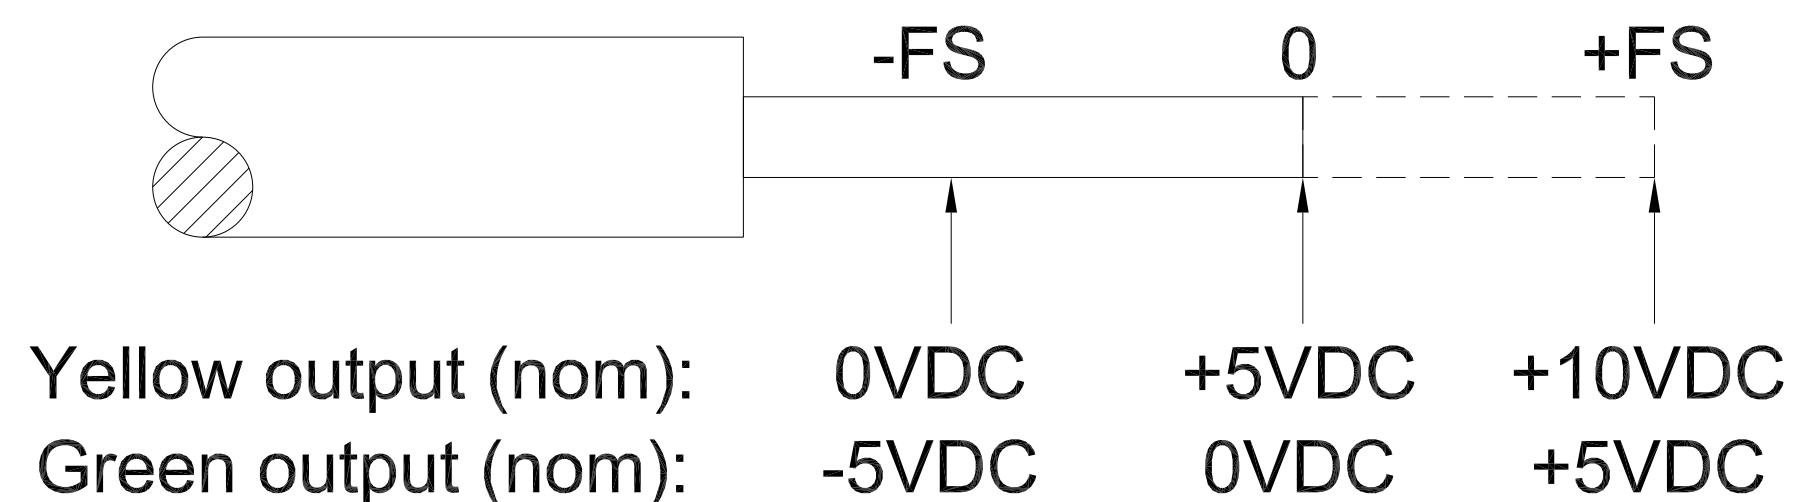 -FS 0 +FS
Yellow output (nom): 0VDC +5VDC +10VDC
Green output (nom): -5VDC 0VDC +5VDC